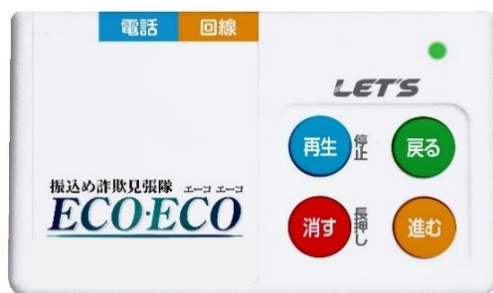 電話 回線
LET'S
再生 停止 戻る
振込め詐欺見張隊 エーコ エーコ
ECO·ECO
消す 長押し 進む